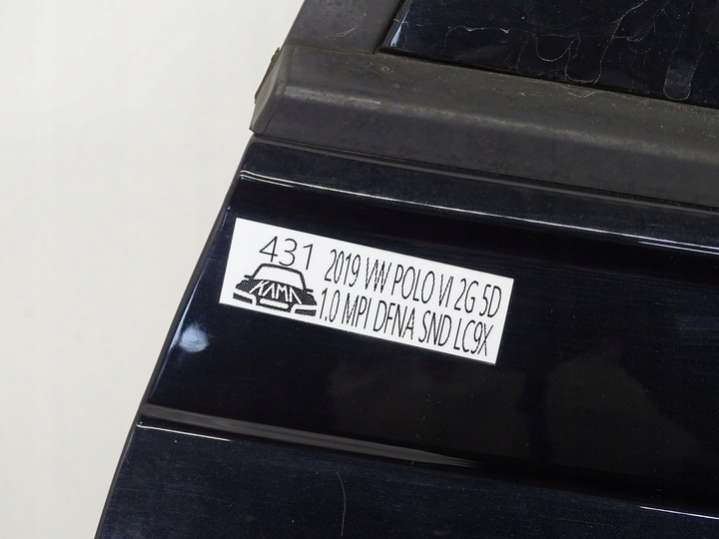 431
KAMA
2019 VW POLO VI 2G 5D
1.0 MPI DFNA SND LC9X